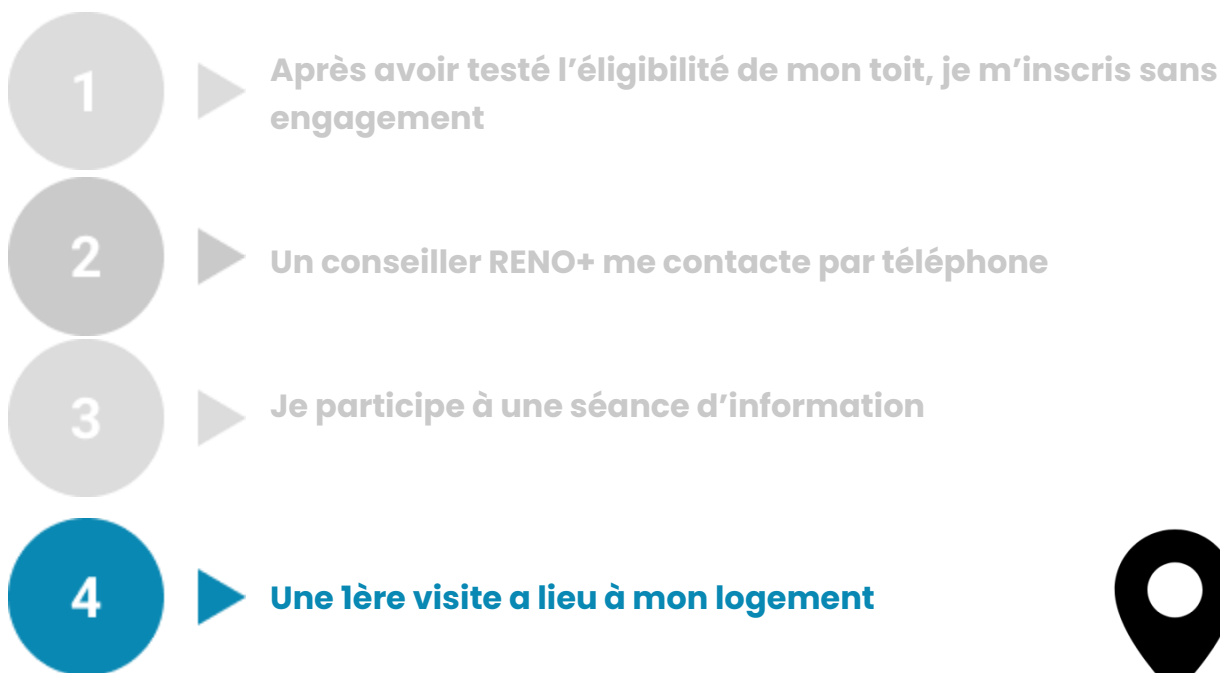 1
Après avoir testé l'éligibilité de mon toit, je m'inscris sans
engagement
2
Un conseiller RENO+ me contacte par téléphone
3
Je participe à une séance d'information
4
Une 1ère visite a lieu à mon logement